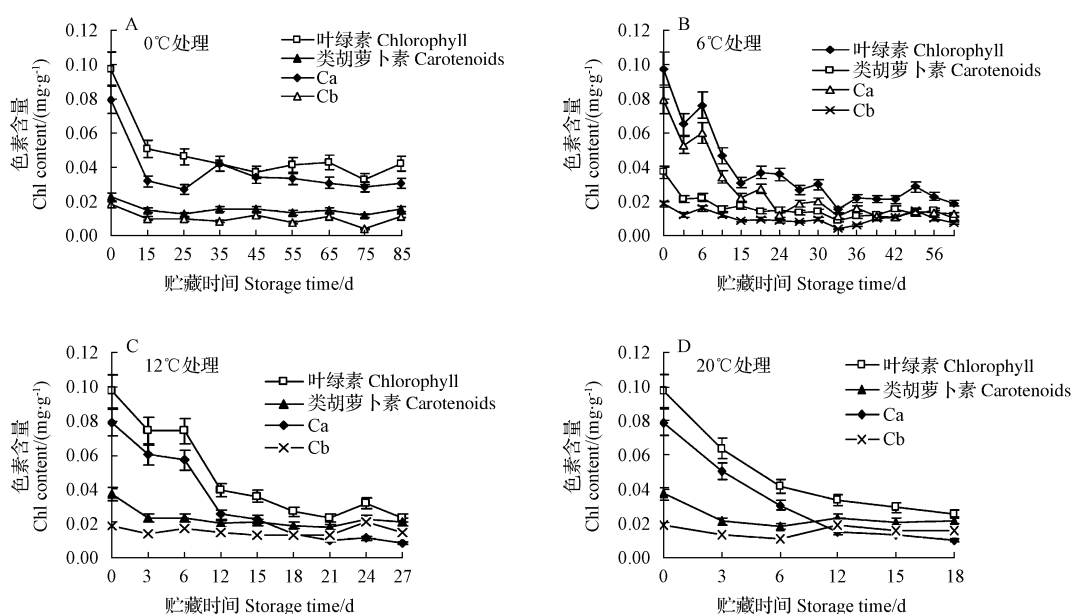 A
0℃处理
叶绿素 Chlorophyll
类胡萝卜素 Carotenoids
Ca
Cb
色素含量
Chl content/(mg·g⁻¹)
0.12
0.10
0.08
0.06
0.04
0.02
0.00
0 15 25 35 45 55 65 75 85
贮藏时间 Storage time/d
B
6℃处理
叶绿素 Chlorophyll
类胡萝卜素 Carotenoids
Ca
Cb
色素含量
Chl content/(mg·g⁻¹)
0.12
0.10
0.08
0.06
0.04
0.02
0.00
0 6 15 24 30 36 42 56
贮藏时间 Storage time/d
C
12℃处理
叶绿素 Chlorophyll
类胡萝卜素 Carotenoids
Ca
Cb
色素含量
Chl content/(mg·g⁻¹)
0.12
0.10
0.08
0.06
0.04
0.02
0.00
0 3 6 12 15 18 21 24 27
贮藏时间 Storage time/d
D
20℃处理
叶绿素 Chlorophyll
类胡萝卜素 Carotenoids
Ca
Cb
色素含量
Chl content/(mg·g⁻¹)
0.12
0.10
0.08
0.06
0.04
0.02
0.00
0 3 6 12 15 18
贮藏时间 Storage time/d